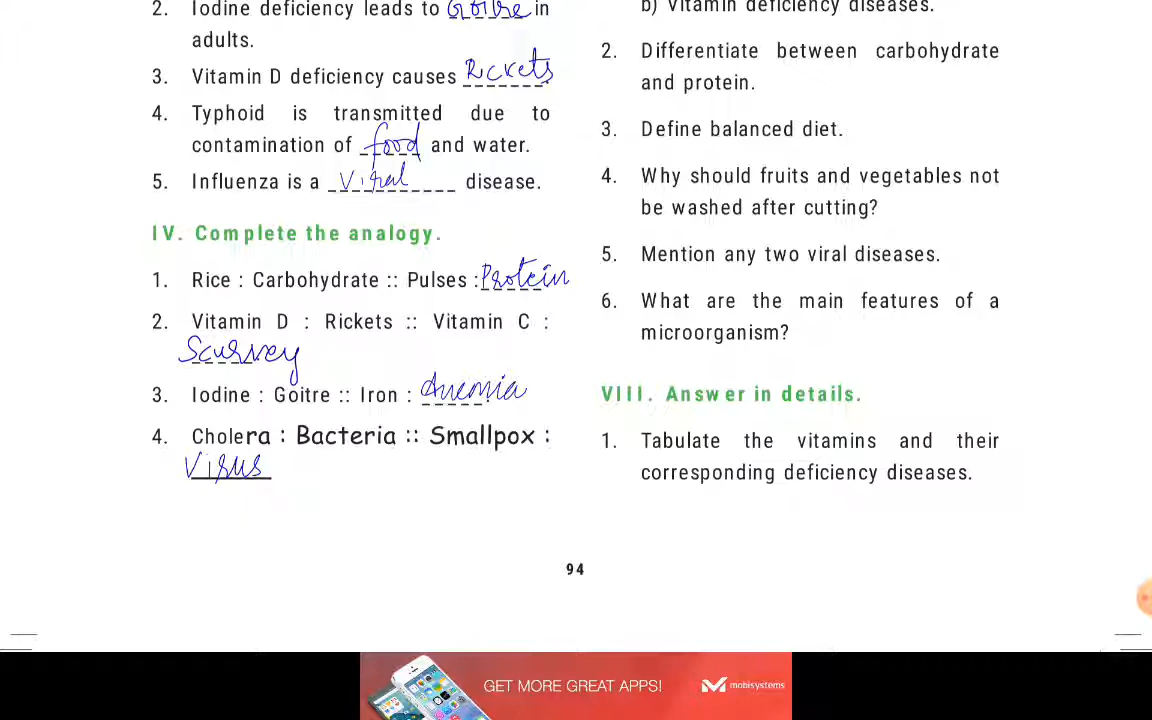 2. Iodine deficiency leads to Goitre in
adults.
3. Vitamin D deficiency causes Rickets.
4. Typhoid is transmitted due to
contamination of food and water.
5. Influenza is a Viral disease.
IV. Complete the analogy.
1. Rice : Carbohydrate :: Pulses : Protein
2. Vitamin D : Rickets :: Vitamin C :
Scurvey
3. Iodine : Goitre :: Iron : Anemia
4. Cholera : Bacteria :: Smallpox :
Virus
b) Vitamin deficiency diseases.
2. Differentiate between carbohydrate
and protein.
3. Define balanced diet.
4. Why should fruits and vegetables not
be washed after cutting?
5. Mention any two viral diseases.
6. What are the main features of a
microorganism?
VIII. Answer in details.
1. Tabulate the vitamins and their
corresponding deficiency diseases.
94
GET MORE GREAT APPS!
mobisystems